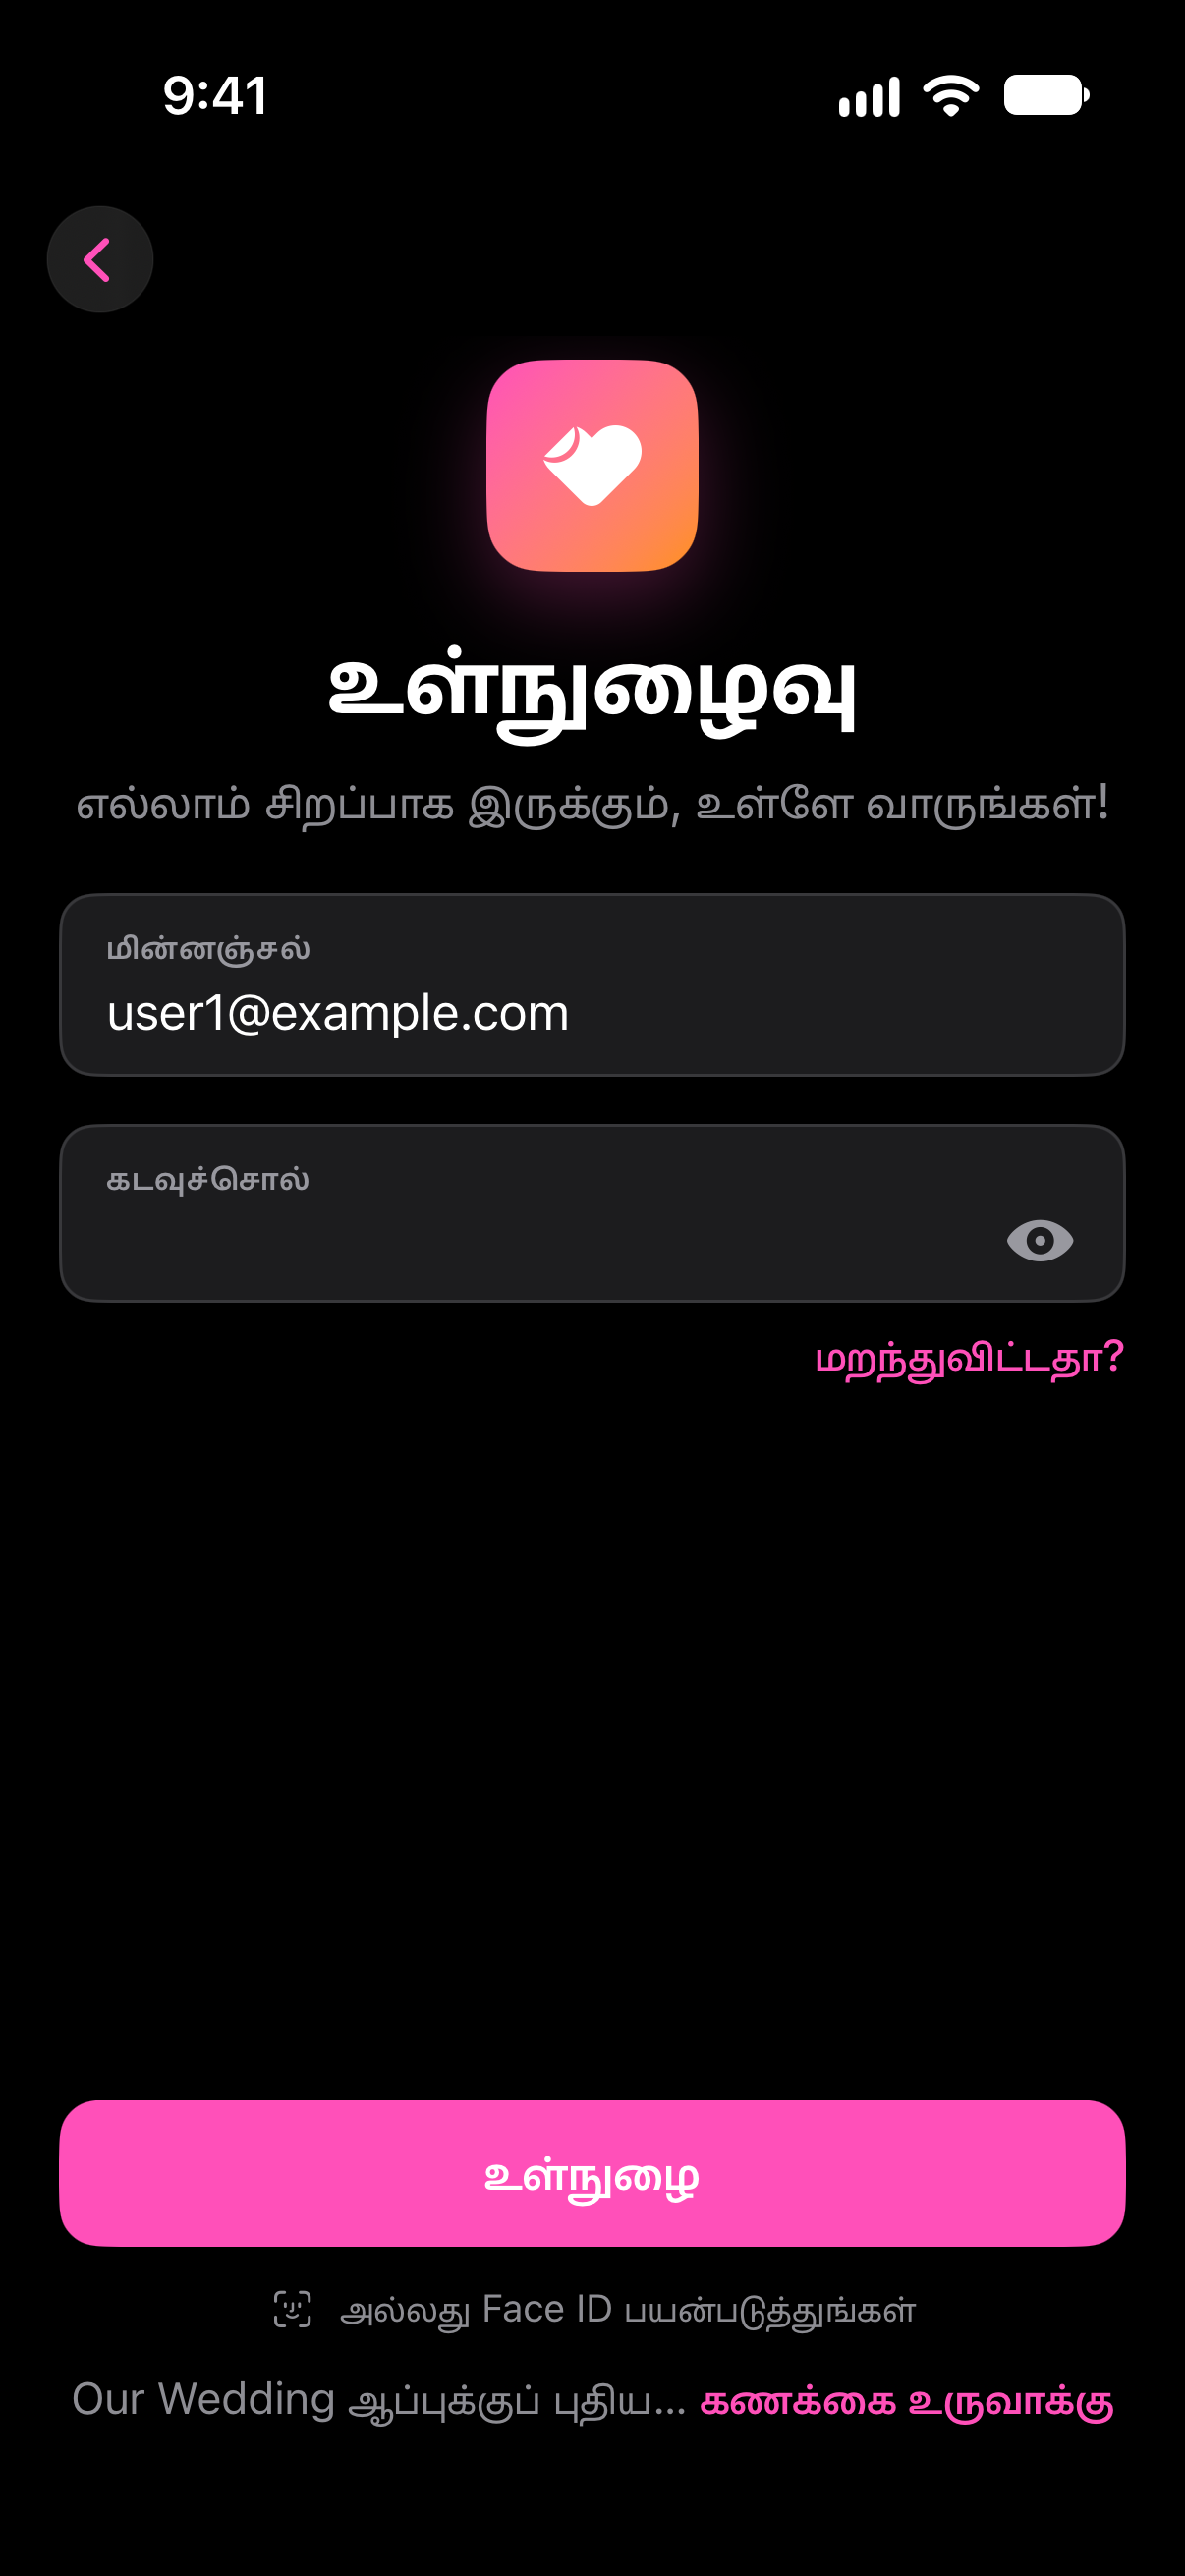 9:41
உள்நுழைவு
எல்லாம் சிறப்பாக இருக்கும், உள்ளே வாருங்கள்!
மின்னஞ்சல்
user1@example.com
கடவுச்சொல்
மறந்துவிட்டதா?
உள்நுழை
அல்லது Face ID பயன்படுத்துங்கள்
Our Wedding ஆப்புக்குப் புதிய... கணக்கை உருவாக்கு